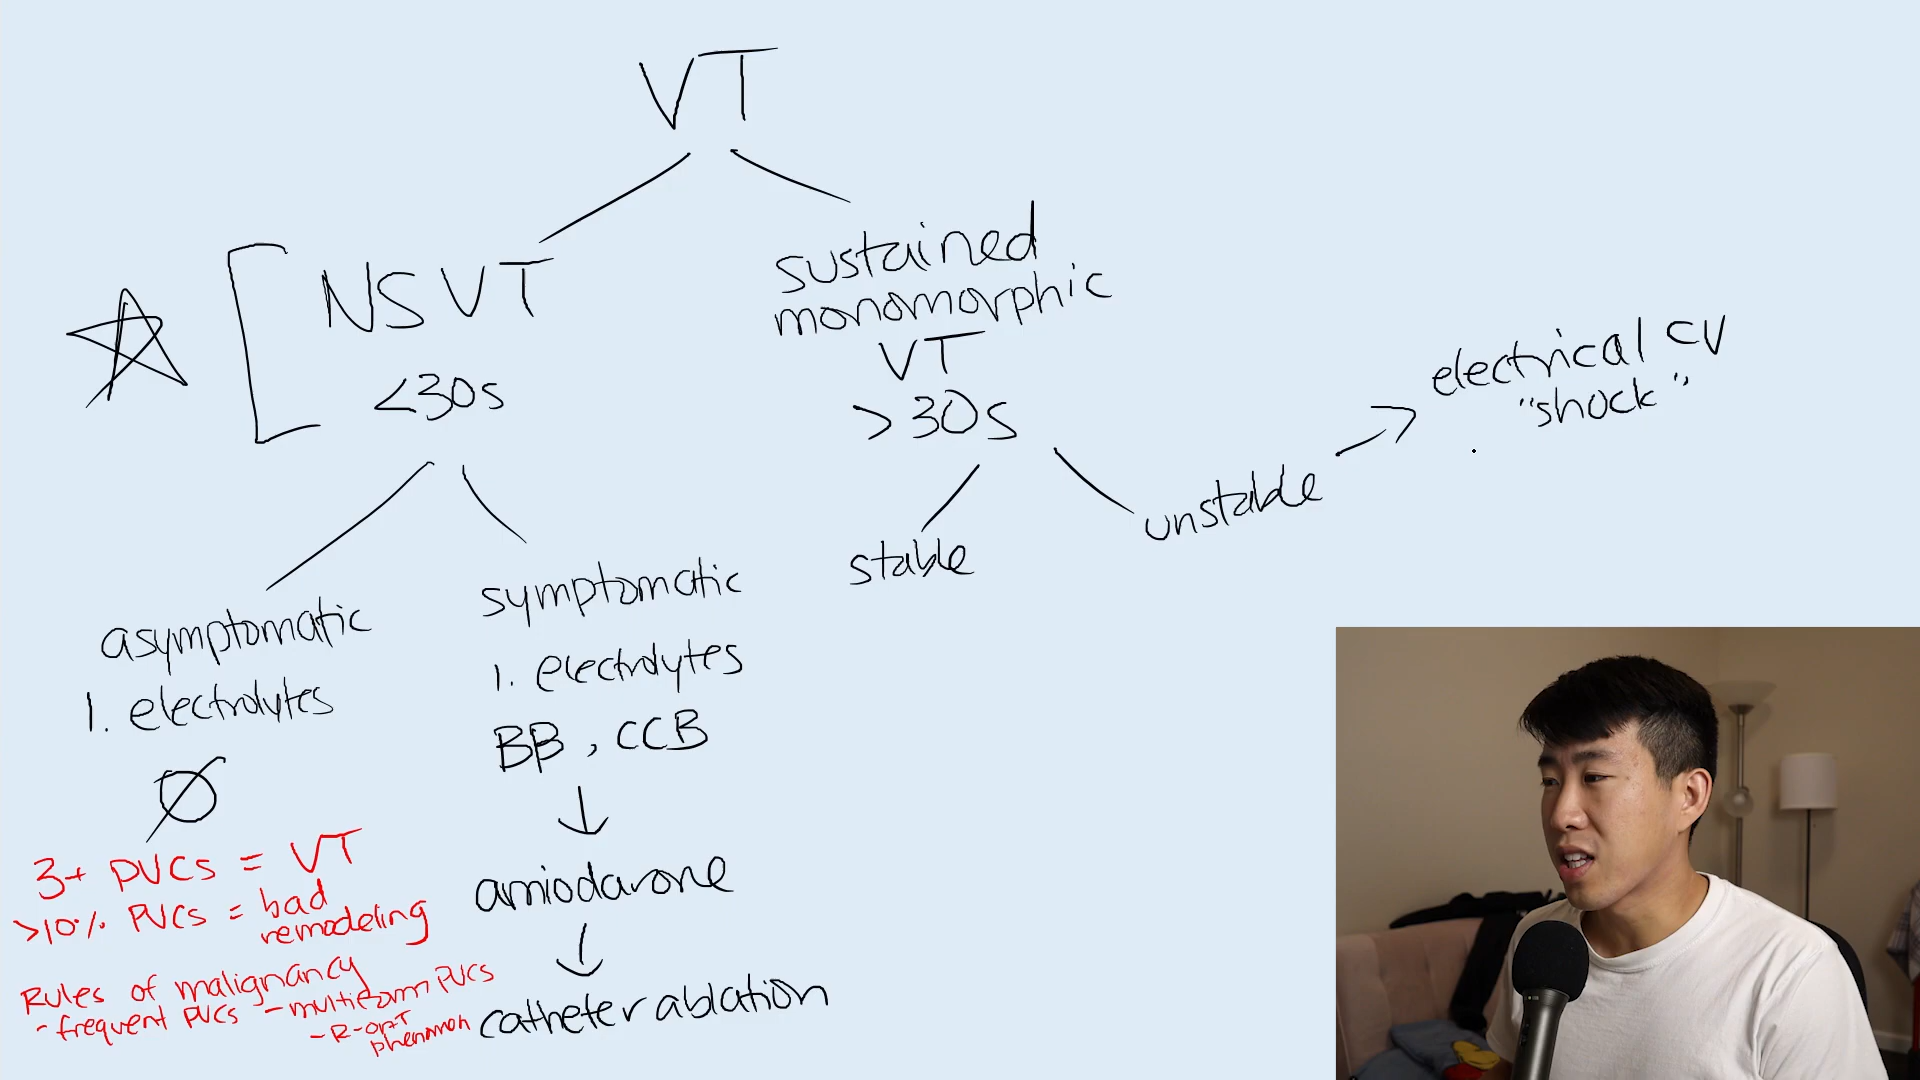 VT
NSVT
<30s
sustained
monomorphic
VT
>30s
electrical CV
"shock"
stable
unstable
asymptomatic
1. electrolytes
Ø
symptomatic
1. electrolytes
BB, CCB
↓
amiodarone
↓
catheter ablation
3+ PVCs = VT
>10% PVCs = bad
remodeling
Rules of malignancy
- frequent PVCs - multiform PVCs
- R-on-T
phenomon